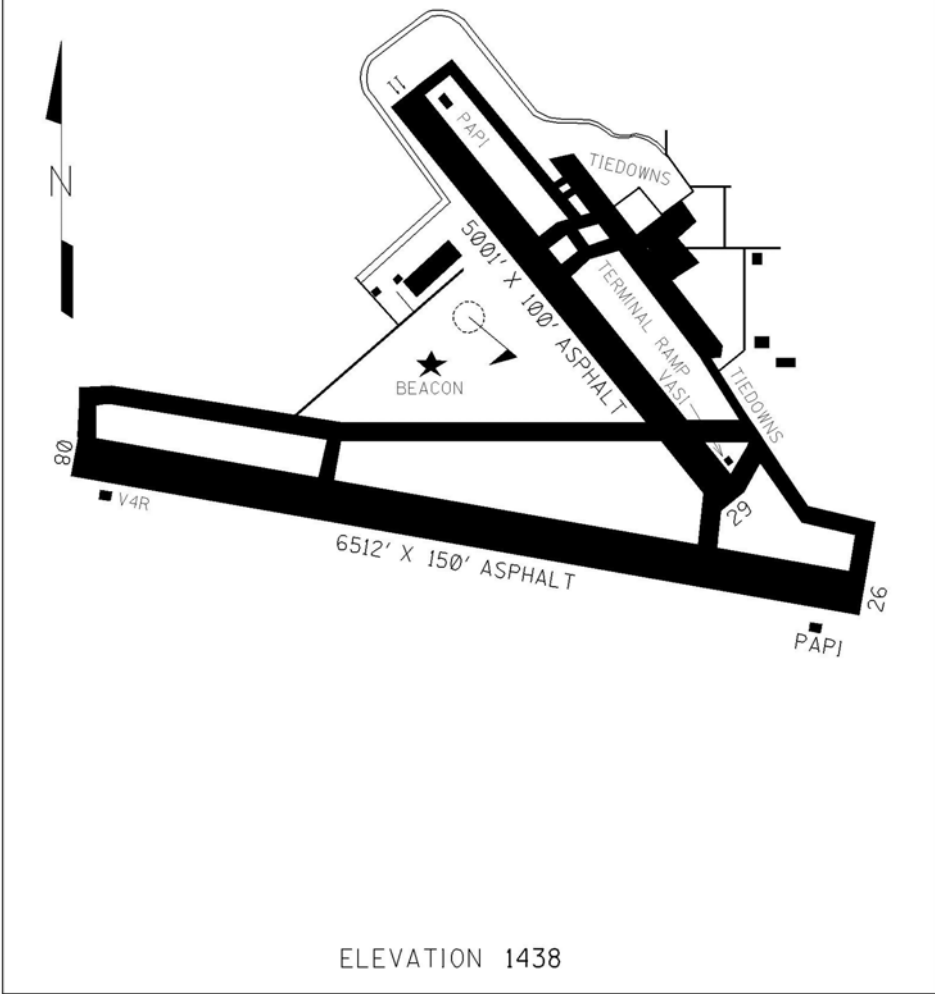 11
PAPI
N
TIEDOWNS
5001' X 100' ASPHALT
TERMINAL RAMP
VASI
TIEDOWNS
BEACON
08
V4R
29
6512' X 150' ASPHALT
26
PAPI
ELEVATION 1438